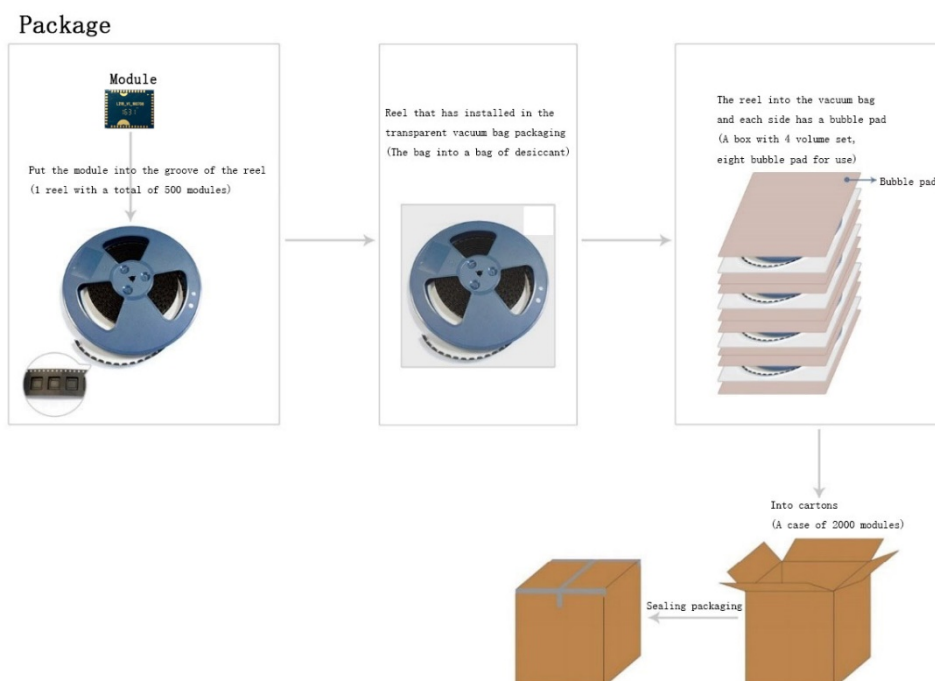 Package
Module
Put the module into the groove of the reel
(1 reel with a total of 500 modules)
Reel that has installed in the
transparent vacuum bag packaging
(The bag into a bag of desiccant)
The reel into the vacuum bag
and each side has a bubble pad
(A box with 4 volume set,
eight bubble pad for use)
Bubble pad
Into cartons
(A case of 2000 modules)
Sealing packaging